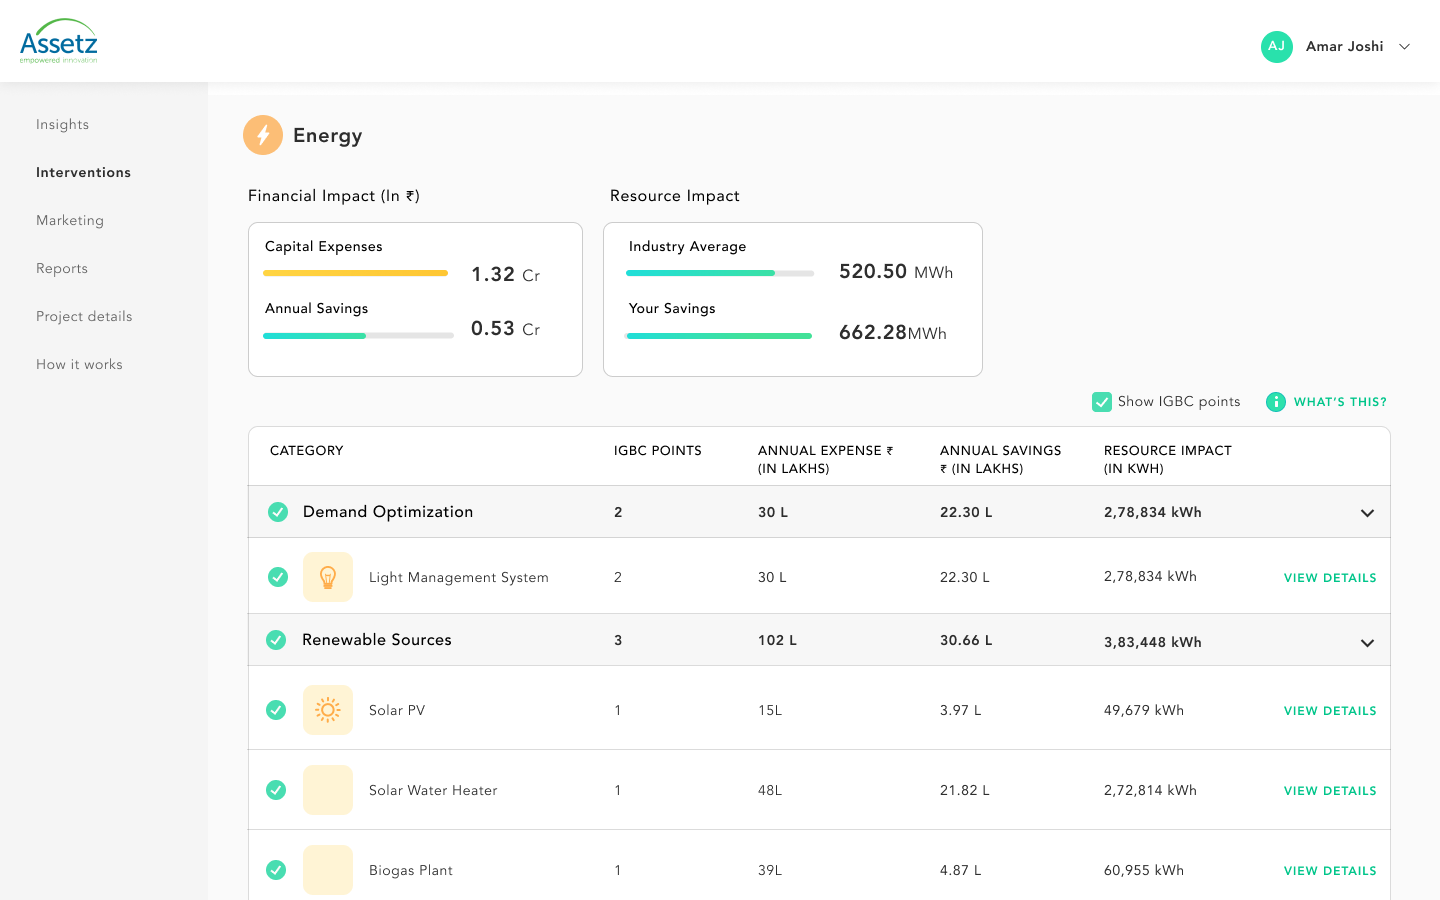 Assetz
empowered innovation
AJ
Amar Joshi
Insights
Interventions
Marketing
Reports
Project details
How it works
Energy
Financial Impact (In ₹)
Capital Expenses
1.32 Cr
Annual Savings
0.53 Cr
Resource Impact
Industry Average
520.50 MWh
Your Savings
662.28MWh
Show IGBC points
WHAT'S THIS?
CATEGORY
IGBC POINTS
ANNUAL EXPENSE ₹
(IN LAKHS)
ANNUAL SAVINGS
₹ (IN LAKHS)
RESOURCE IMPACT
(IN KWH)
Demand Optimization 2 30 L 22.30 L 2,78,834 kWh
Light Management System 2 30 L 22.30 L 2,78,834 kWh VIEW DETAILS
Renewable Sources 3 102 L 30.66 L 3,83,448 kWh
Solar PV 1 15L 3.97 L 49,679 kWh VIEW DETAILS
Solar Water Heater 1 48L 21.82 L 2,72,814 kWh VIEW DETAILS
Biogas Plant 1 39L 4.87 L 60,955 kWh VIEW DETAILS